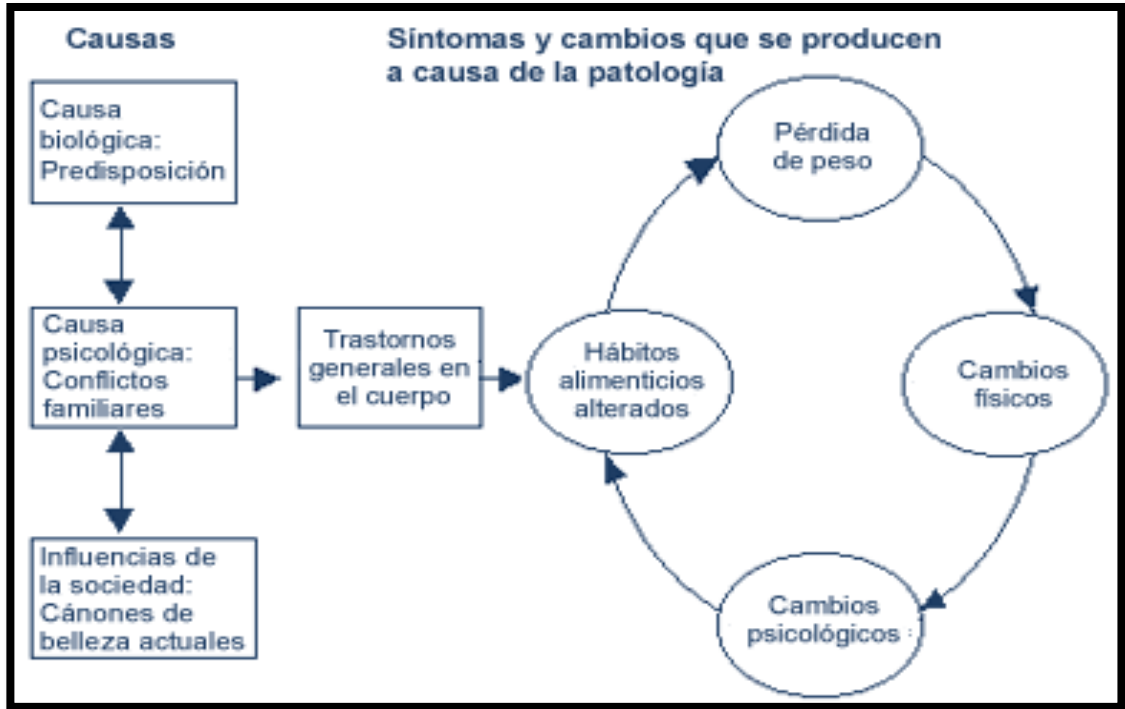 Causas
Síntomas y cambios que se producen
a causa de la patología
Causa
biológica:
Predisposición
Causa
psicológica:
Conflictos
familiares
Influencias de
la sociedad:
Cánones de
belleza actuales
Trastornos
generales en
el cuerpo
Hábitos
alimenticios
alterados
Pérdida
de peso
Cambios
físicos
Cambios
psicológicos